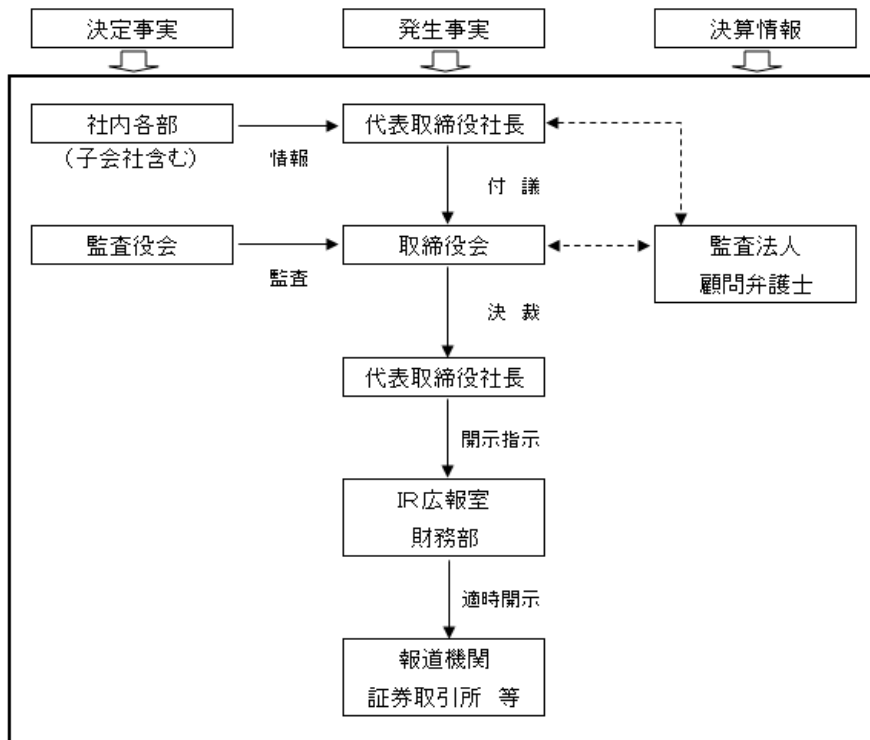 決定事実
発生事実
決算情報
社内各部
(子会社含む)
情報
代表取締役社長
付 議
監査役会
監査
取締役会
監査法人
顧問弁護士
決 裁
代表取締役社長
開示指示
IR広報室
財務部
適時開示
報道機関
証券取引所 等